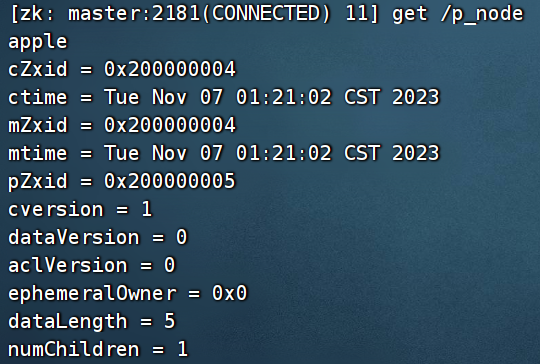 [zk: master:2181(CONNECTED) 11] get /p_node
apple
cZxid = 0x200000004
ctime = Tue Nov 07 01:21:02 CST 2023
mZxid = 0x200000004
mtime = Tue Nov 07 01:21:02 CST 2023
pZxid = 0x200000005
cversion = 1
dataVersion = 0
aclVersion = 0
ephemeralOwner = 0x0
dataLength = 5
numChildren = 1